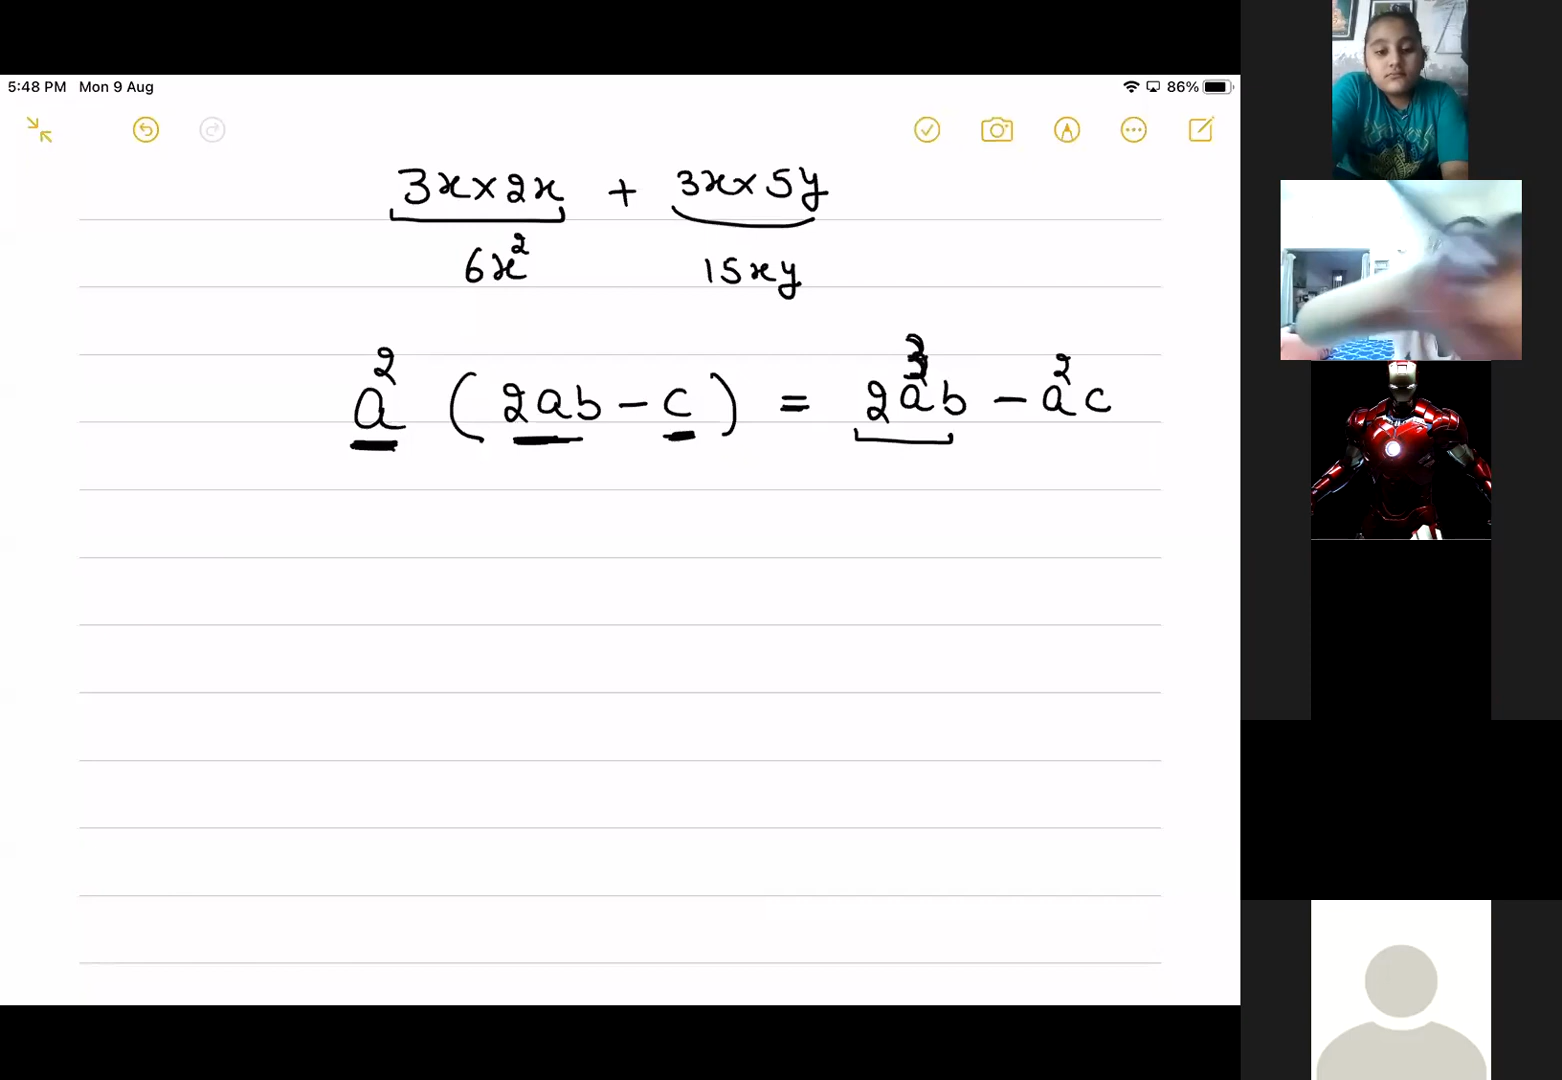 5:48 PM Mon 9 Aug 86%
3x × 2x + 3x × 5y
6x² 15xy
a² (2ab - c) = 2a³b - a²c